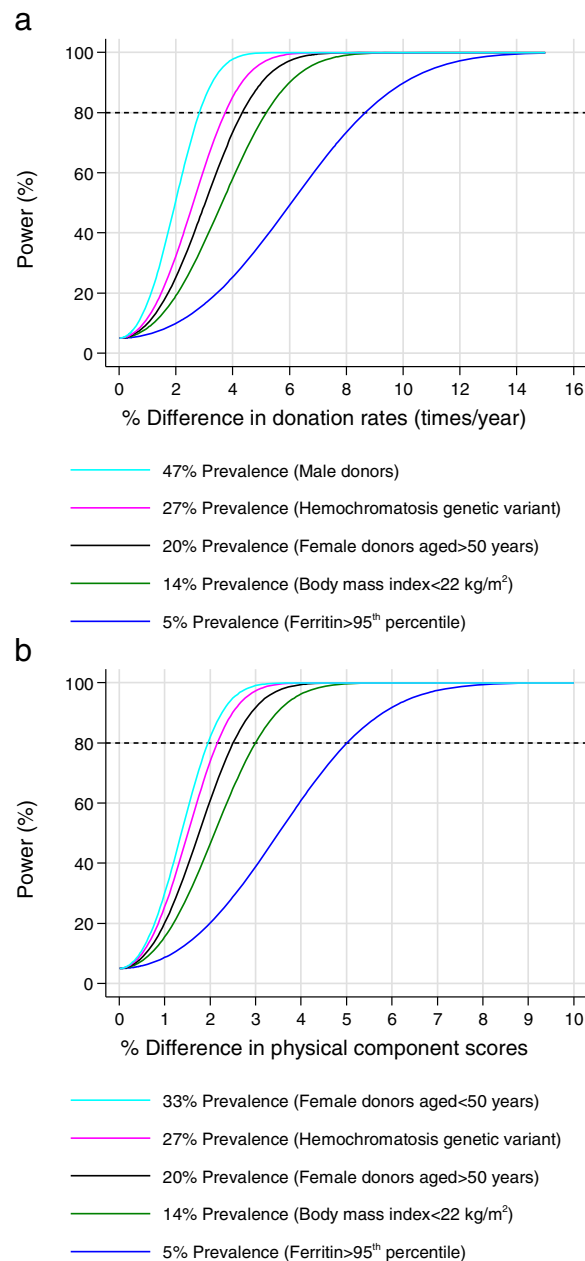 a
100
80
60
40
20
0
Power (%)
0 2 4 6 8 10 12 14 16
% Difference in donation rates (times/year)
47% Prevalence (Male donors)
27% Prevalence (Hemochromatosis genetic variant)
20% Prevalence (Female donors aged>50 years)
14% Prevalence (Body mass index<22 kg/m²)
5% Prevalence (Ferritin>95th percentile)
b
100
80
60
40
20
0
Power (%)
0 1 2 3 4 5 6 7 8 9 10
% Difference in physical component scores
33% Prevalence (Female donors aged<50 years)
27% Prevalence (Hemochromatosis genetic variant)
20% Prevalence (Female donors aged>50 years)
14% Prevalence (Body mass index<22 kg/m²)
5% Prevalence (Ferritin>95th percentile)